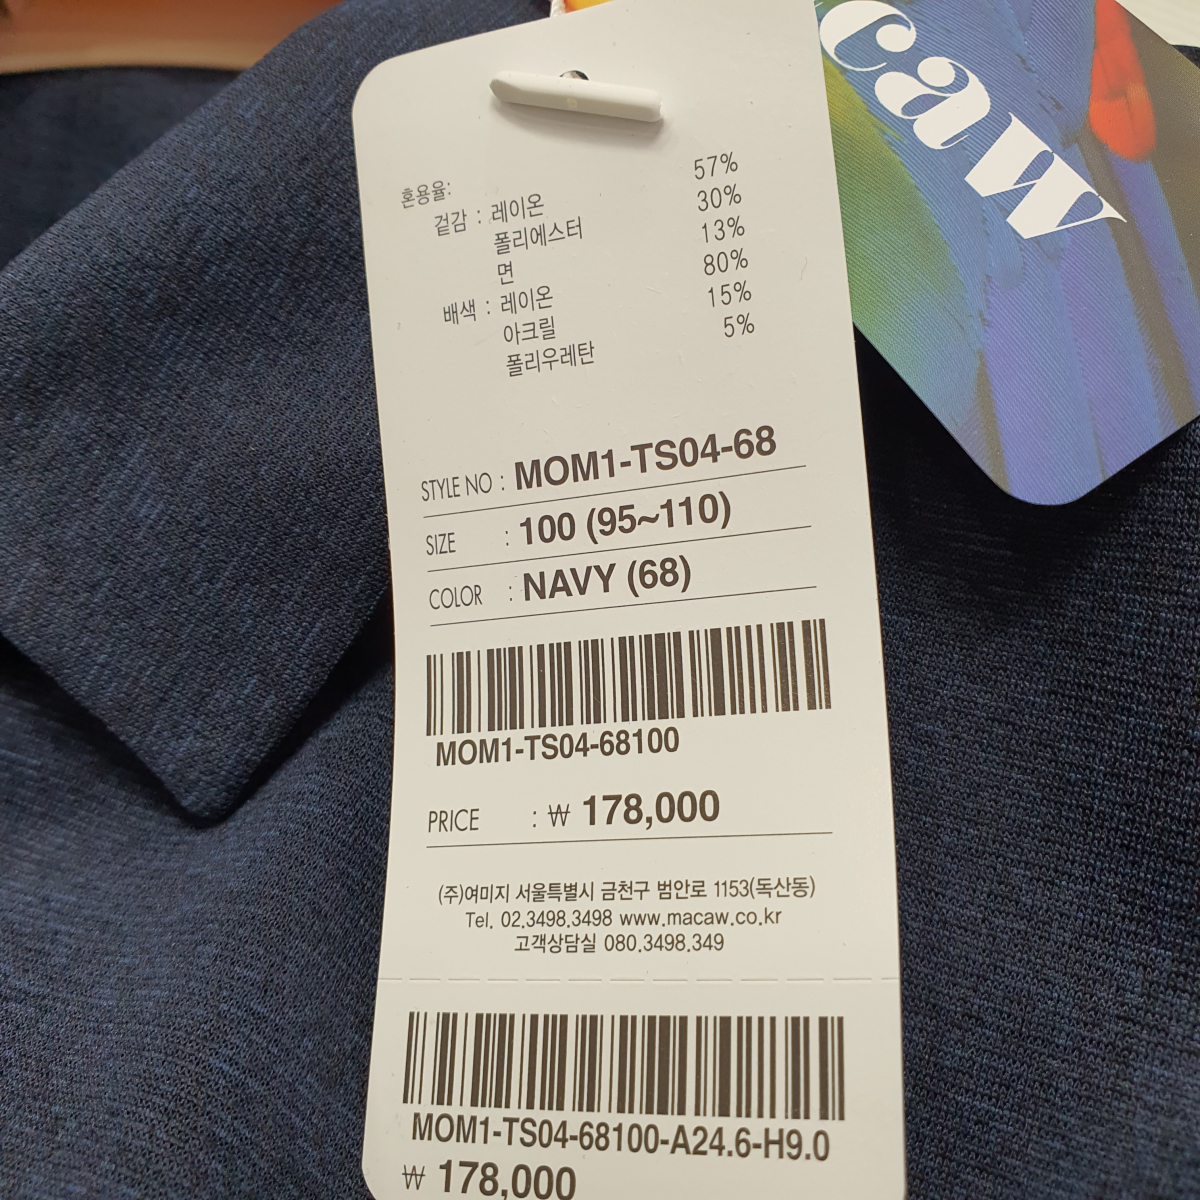 caw
혼용율: 57%
겉감 : 레이온 30%
폴리에스터 13%
면 80%
배색 : 레이온 15%
아크릴 5%
폴리우레탄
STYLE NO : MOM1-TS04-68
SIZE : 100 (95~110)
COLOR : NAVY (68)
MOM1-TS04-68100
PRICE : ₩ 178,000
(주)여미지 서울특별시 금천구 범안로 1153(독산동)
Tel. 02.3498.3498 www.macaw.co.kr
고객상담실 080.3498.349
MOM1-TS04-68100-A24.6-H9.0
₩ 178,000